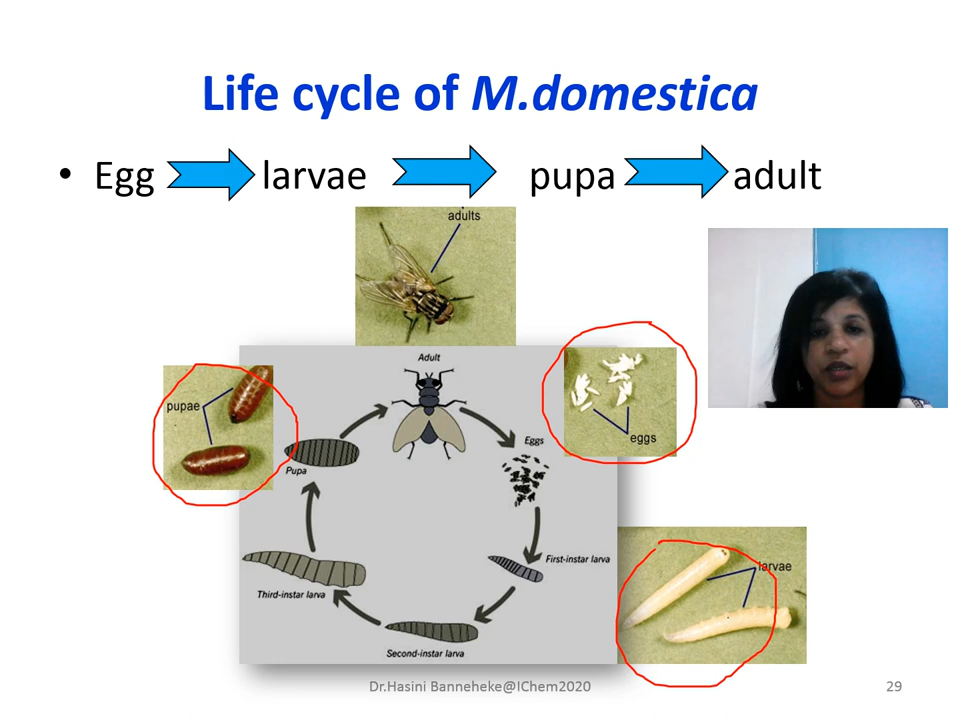 Life cycle of M.domestica
• Egg larvae pupa adult
adults
Adult
pupae
eggs
Eggs
Pupa
First-instar larva
larvae
Third-instar larva
Second-instar larva
Dr.Hasini Banneheke@IChem2020
29